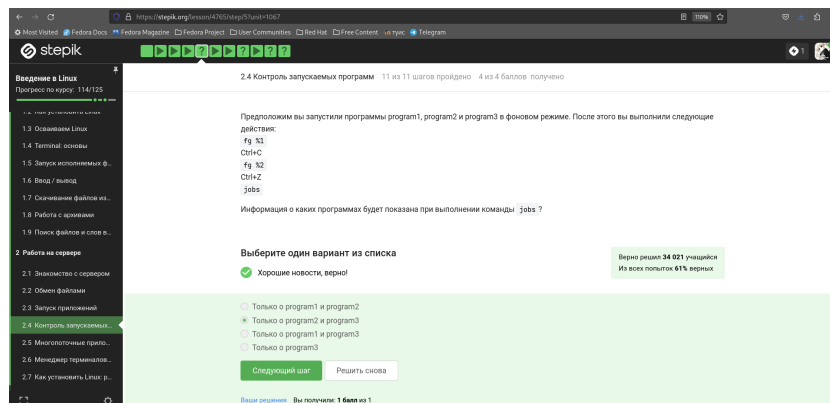 https://stepik.org/lesson/4765/step/5?unit=1067
110%
Most Visited
Fedora Docs
Fedora Magazine
Fedora Project
User Communities
Red Hat
Free Content
Telegram
stepik
1
Введение в Linux
Прогресс по курсу: 114/125
2.4 Контроль запускаемых программ 11 из 11 шагов пройдено 4 из 4 баллов получено
1.3 Осваиваем Linux
1.4 Terminal: основы
1.5 Запуск исполняемых ф...
1.6 Ввод / вывод
1.7 Скачивание файлов из...
1.8 Работа с архивами
1.9 Поиск файлов и слов в...
2 Работа на сервере
2.1 Знакомство с сервером
2.2 Обмен файлами
2.3 Запуск приложений
2.4 Контроль запускаемых...
2.5 Многопоточные прило...
2.6 Менеджер терминалов...
2.7 Как установить Linux: р...
Предположим вы запустили программы program1, program2 и program3 в фоновом режиме. После этого вы выполнили следующие
действия:
fg %1
Ctrl+C
fg %2
Ctrl+Z
jobs
Информация о каких программах будет показана при выполнении команды jobs ?
Выберите один вариант из списка
Хорошие новости, верно!
Верно решил 34 021 учащийся
Из всех попыток 61% верных
Только о program1 и program2
Только о program2 и program3
Только о program1 и program3
Только о program3
Следующий шаг
Решить снова
Ваши решения Вы получили: 1 балл из 1